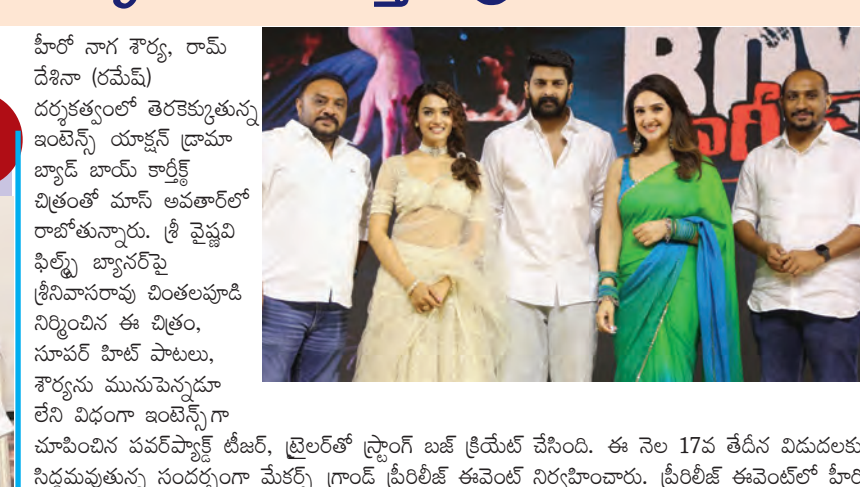 హీరో నాగ శౌర్య, రామ్
దేశినా (రమేష్)
దర్శకత్వంలో తెరకెక్కుతున్న
ఇంటెన్స్ యాక్షన్ డ్రామా
బ్యాడ్ బాయ్ కార్తీక్
చిత్రంతో మాస్ అవతార్‌లో
రాబోతున్నారు. శ్రీ వైష్ణవి
ఫిల్మ్స్ బ్యానర్‌పై
శ్రీనివాసరావు చింతలపూడి
నిర్మించిన ఈ చిత్రం,
సూపర్ హిట్ పాటలు,
శౌర్యను మునుపెన్నడూ
లేని విధంగా ఇంటెన్స్‌గా
చూపించిన పవర్‌ప్యాక్డ్ టీజర్, ట్రైలర్‌తో స్ట్రాంగ్ బజ్ క్రియేట్ చేసింది. ఈ నెల 17వ తేదీన విడుదలకు
సిద్ధమవుతున్న సందర్భంగా మేకర్స్ గ్రాండ్ ప్రీరిలీజ్ ఈవెంట్ నిర్వహించారు. ప్రీరిలీజ్ ఈవెంట్‌లో